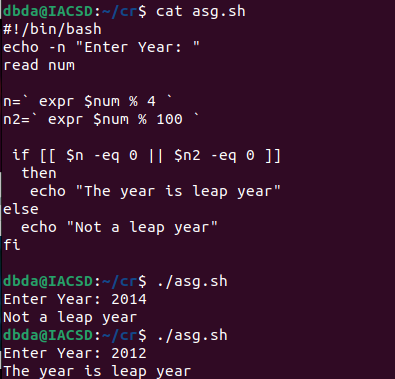 dbda@IACSD:~/cr$ cat asg.sh
#!/bin/bash
echo -n "Enter Year: "
read num
n=` expr $num % 4 `
n2=` expr $num % 100 `
if [[ $n -eq 0 || $n2 -eq 0 ]]
then
echo "The year is leap year"
else
echo "Not a leap year"
fi
dbda@IACSD:~/cr$ ./asg.sh
Enter Year: 2014
Not a leap year
dbda@IACSD:~/cr$ ./asg.sh
Enter Year: 2012
The year is leap year